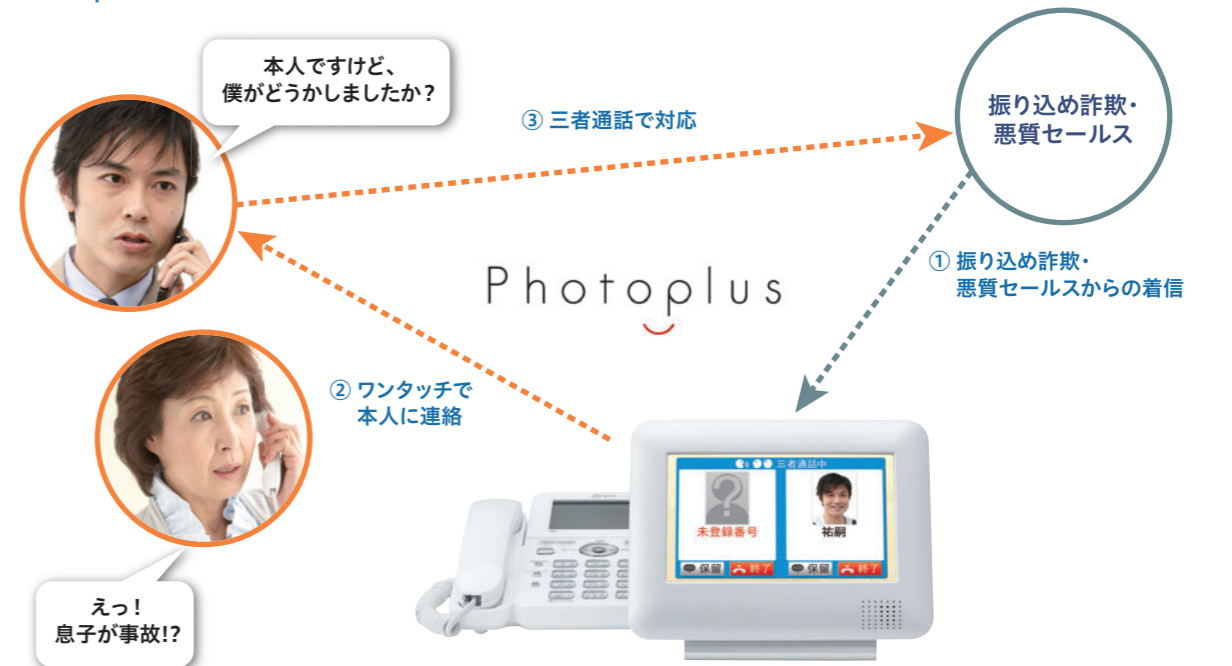 本人ですけど、
僕がどうかしましたか？
③ 三者通話で対応
振り込め詐欺・
悪質セールス
① 振り込め詐欺・
悪質セールスからの着信
Photoplus
② ワンタッチで
本人に連絡
えっ！
息子が事故!?
三者通話中
未登録番号
祐嗣
保留 終了 保留 終了